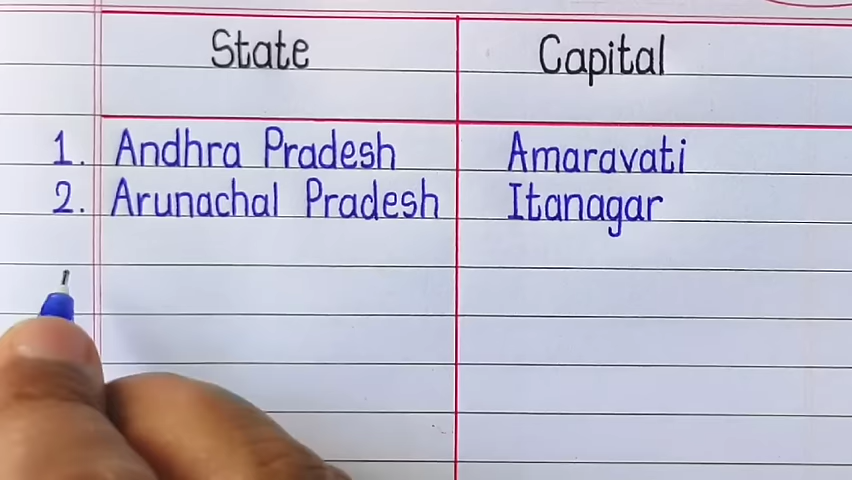 State Capital
1. Andhra Pradesh Amaravati
2. Arunachal Pradesh Itanagar